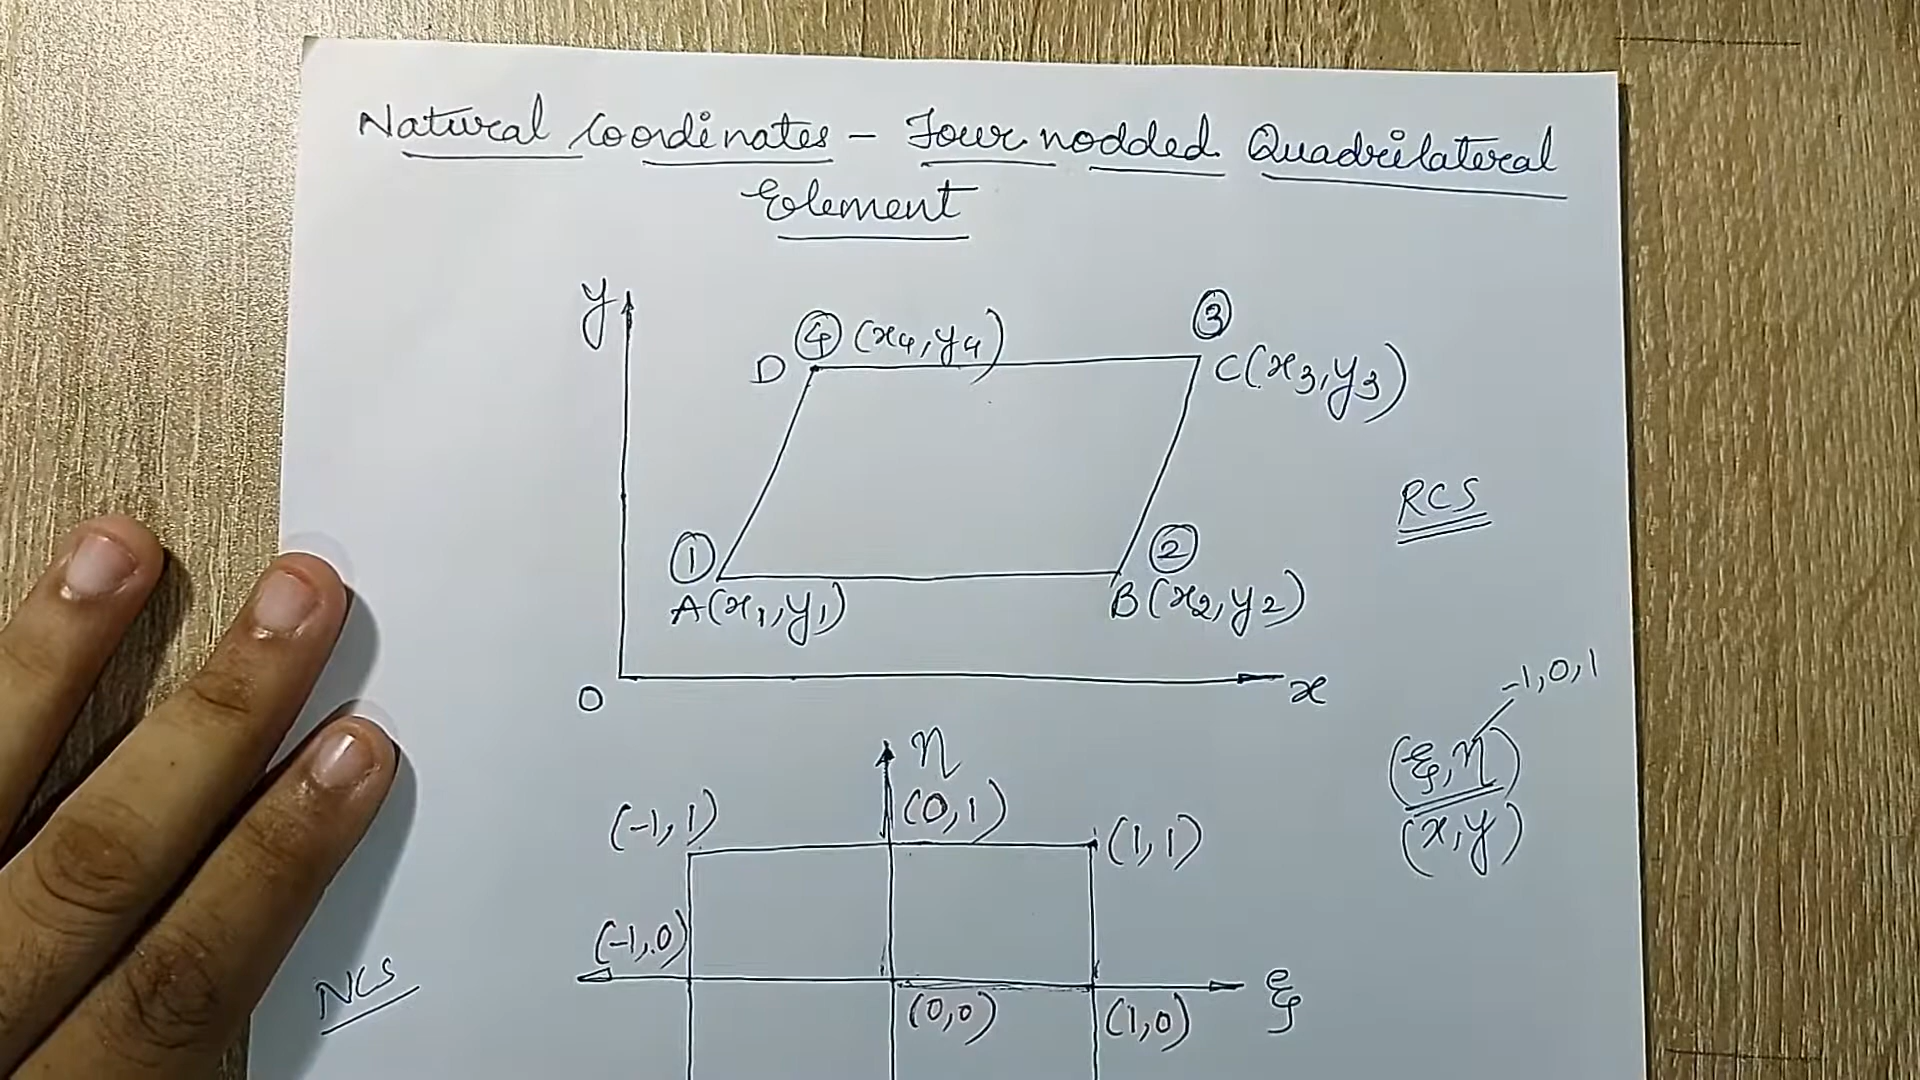 Natural Coordinates - Four nodded Quadrilateral
Element
y
D ④ (x4, y4)
③
C(x3, y3)
RCS
①
A(x1, y1)
②
B(x2, y2)
O
x
-1, 0, 1
(ξ, η)
(x, y)
η
(-1, 1)
(0, 1)
(1, 1)
(-1, 0)
ξ
NCS
(0, 0)
(1, 0)